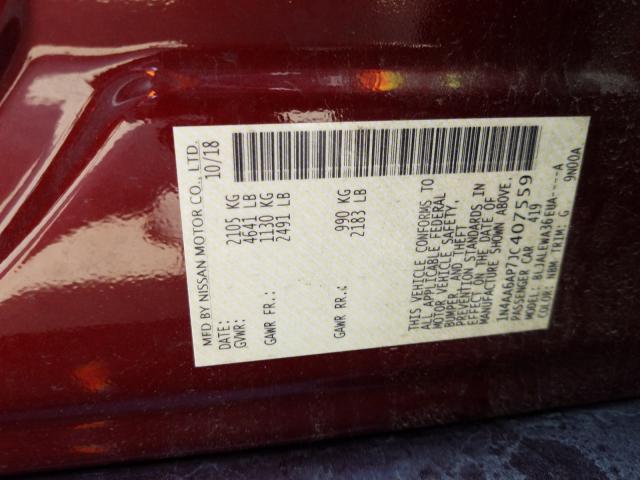 MFD BY NISSAN MOTOR CO., LTD.
DATE: 10/18
GVWR: 2105 KG
4641 LB
GAWR FR.: 1130 KG
2491 LB
GAWR RR.: 990 KG
2183 LB
THIS VEHICLE CONFORMS TO
ALL APPLICABLE FEDERAL
MOTOR VEHICLE SAFETY,
BUMPER, AND THEFT
PREVENTION STANDARDS IN
EFFECT ON THE DATE OF
MANUFACTURE SHOWN ABOVE.
1N4AA6AP7JC407559
PASSENGER CAR 419
MODEL: BLJALEWA36EUA----A
COLOR: NBM TRIM: G 9N00A